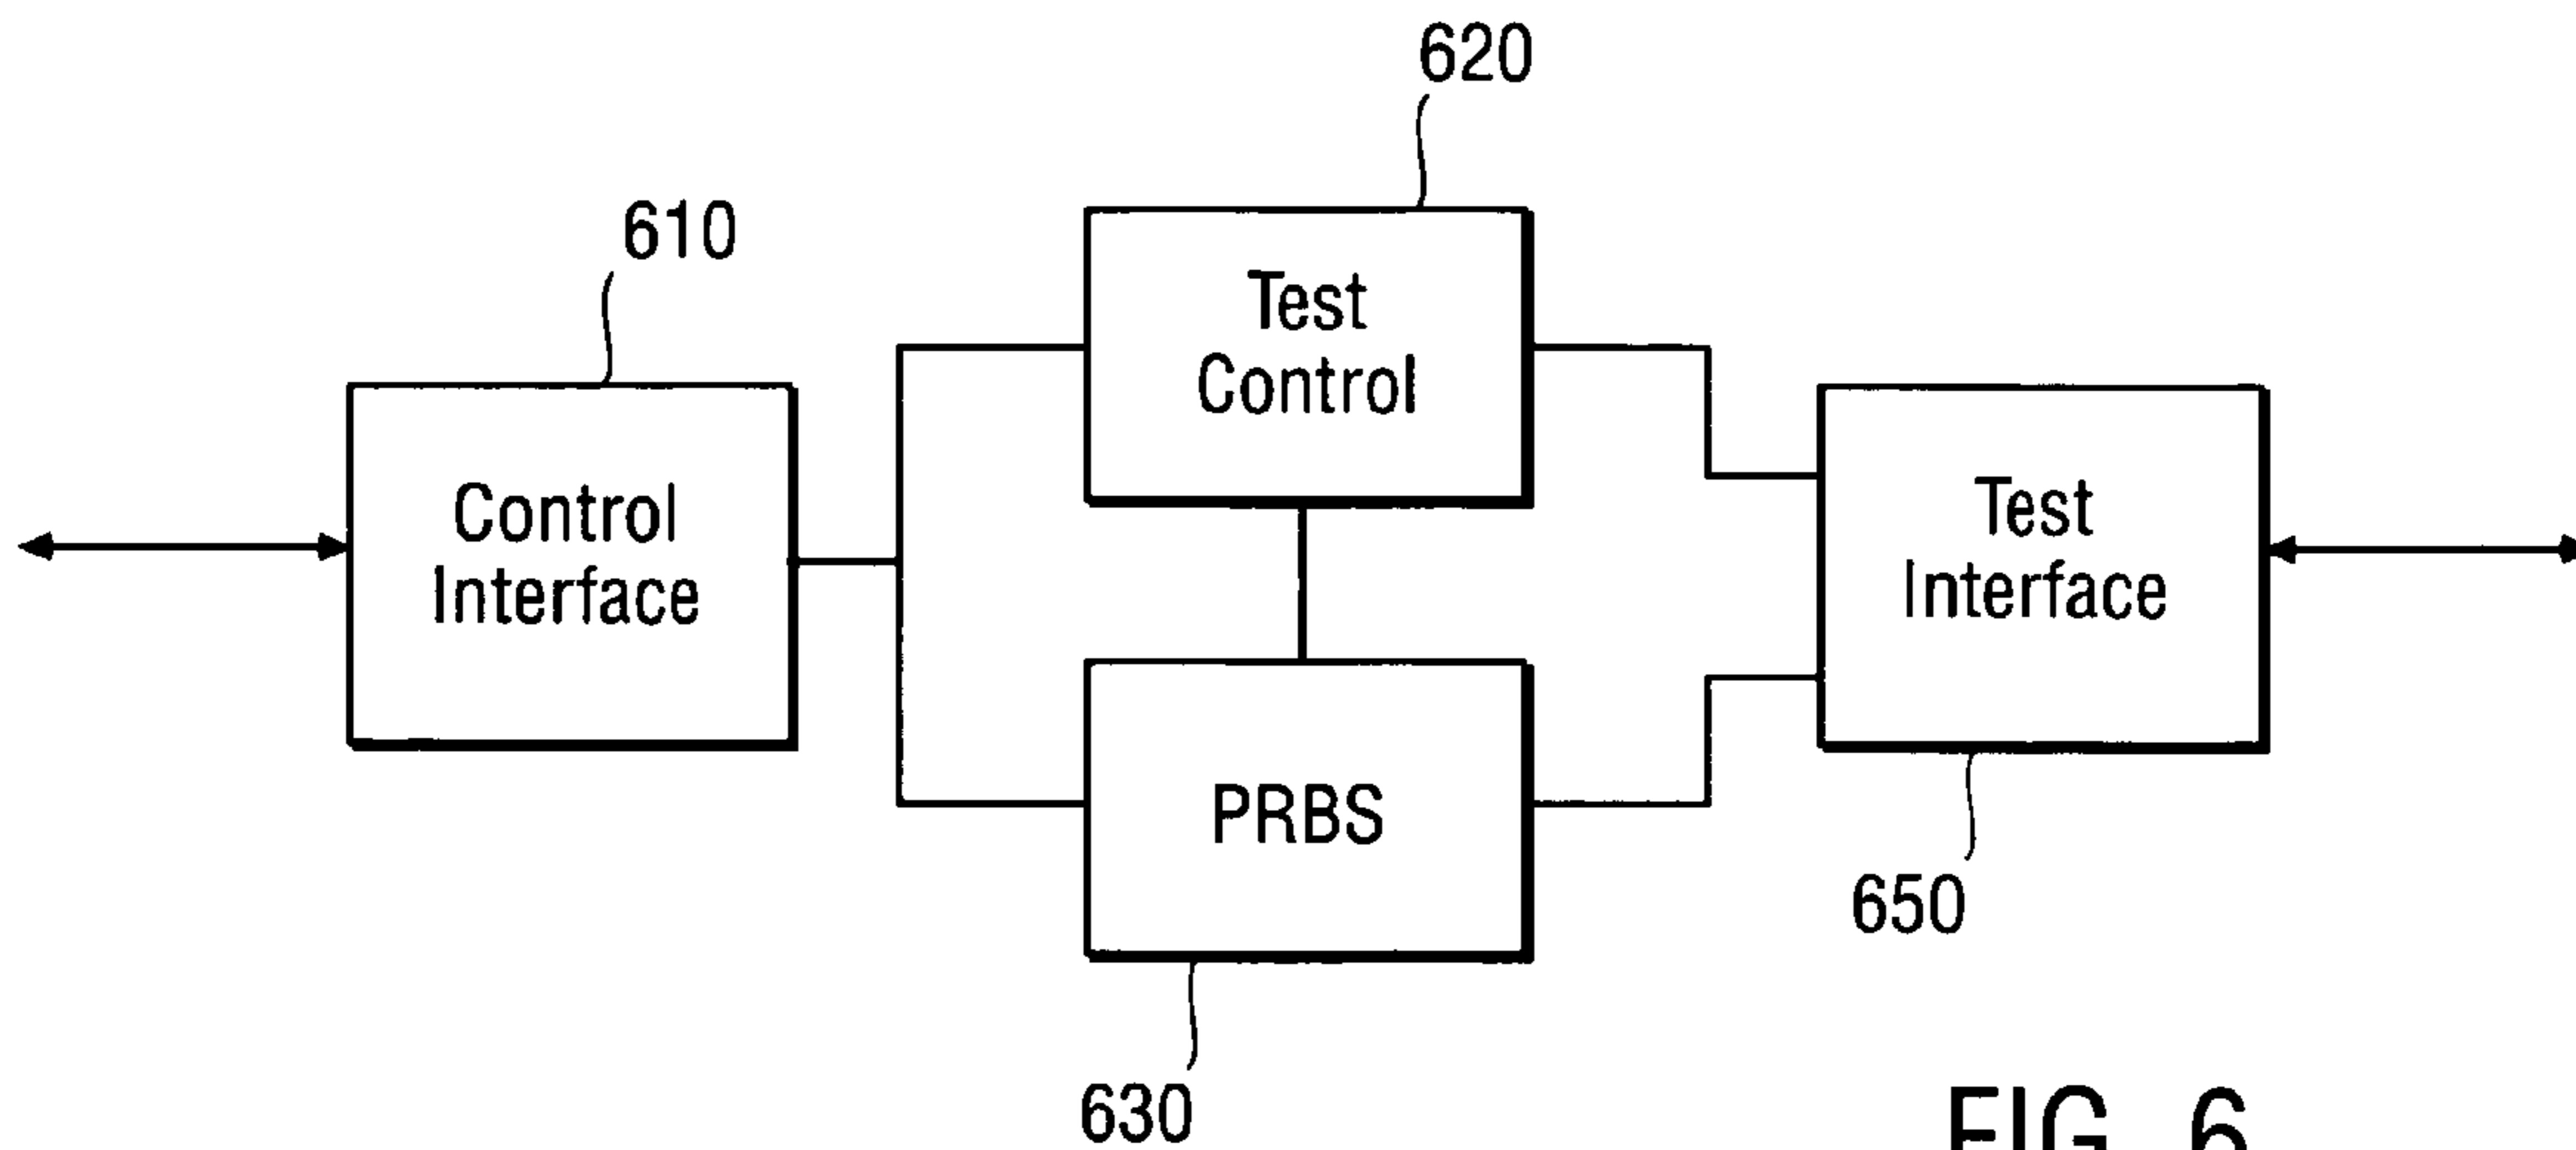 620
610
Test
Control
Control
Interface
Test
Interface
PRBS
650
630
FIG. 6